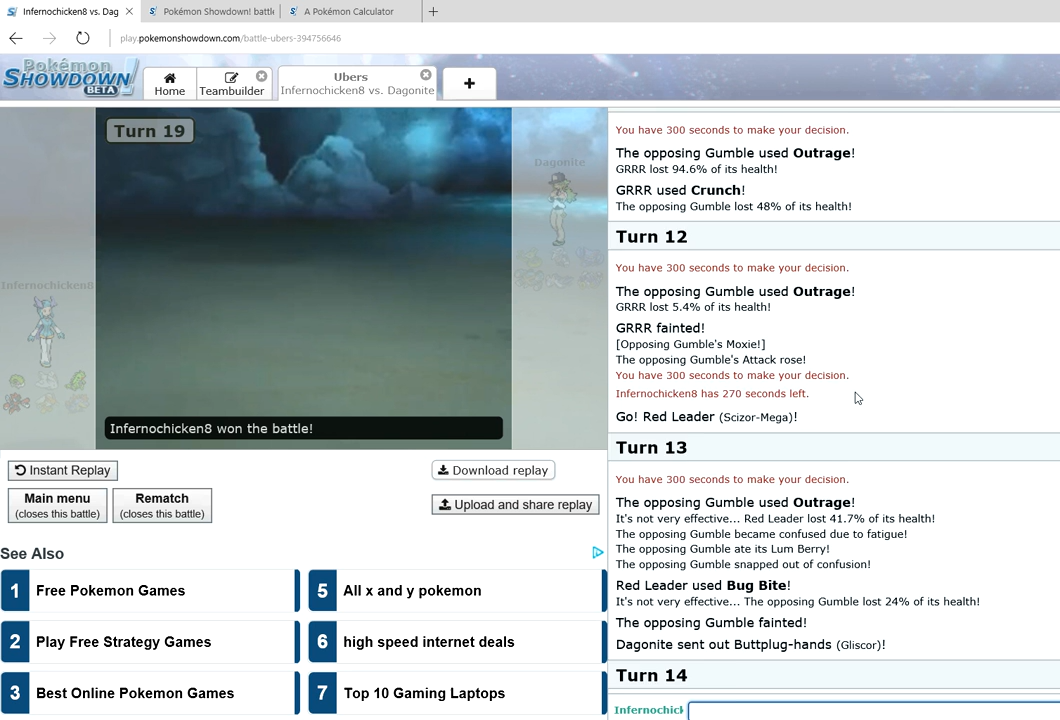 Infernochicken8 vs. Dag
Pokémon Showdown! battl
A Pokémon Calculator
play.pokemonshowdown.com/battle-ubers-394756646
Pokémon
SHOWDOWN!
BETA
Home
Teambuilder
Ubers
Infernochicken8 vs. Dagonite
Turn 19
Dagonite
Infernochicken8
Infernochicken8 won the battle!
Instant Replay
Download replay
Main menu
(closes this battle)
Rematch
(closes this battle)
Upload and share replay
See Also
1 Free Pokemon Games
5 All x and y pokemon
2 Play Free Strategy Games
6 high speed internet deals
3 Best Online Pokemon Games
7 Top 10 Gaming Laptops
You have 300 seconds to make your decision.
The opposing Gumble used Outrage!
GRRR lost 94.6% of its health!
GRRR used Crunch!
The opposing Gumble lost 48% of its health!
Turn 12
You have 300 seconds to make your decision.
The opposing Gumble used Outrage!
GRRR lost 5.4% of its health!
GRRR fainted!
[Opposing Gumble's Moxie!]
The opposing Gumble's Attack rose!
You have 300 seconds to make your decision.
Infernochicken8 has 270 seconds left.
Go! Red Leader (Scizor-Mega)!
Turn 13
You have 300 seconds to make your decision.
The opposing Gumble used Outrage!
It's not very effective... Red Leader lost 41.7% of its health!
The opposing Gumble became confused due to fatigue!
The opposing Gumble ate its Lum Berry!
The opposing Gumble snapped out of confusion!
Red Leader used Bug Bite!
It's not very effective... The opposing Gumble lost 24% of its health!
The opposing Gumble fainted!
Dagonite sent out Buttplug-hands (Gliscor)!
Turn 14
Infernochick